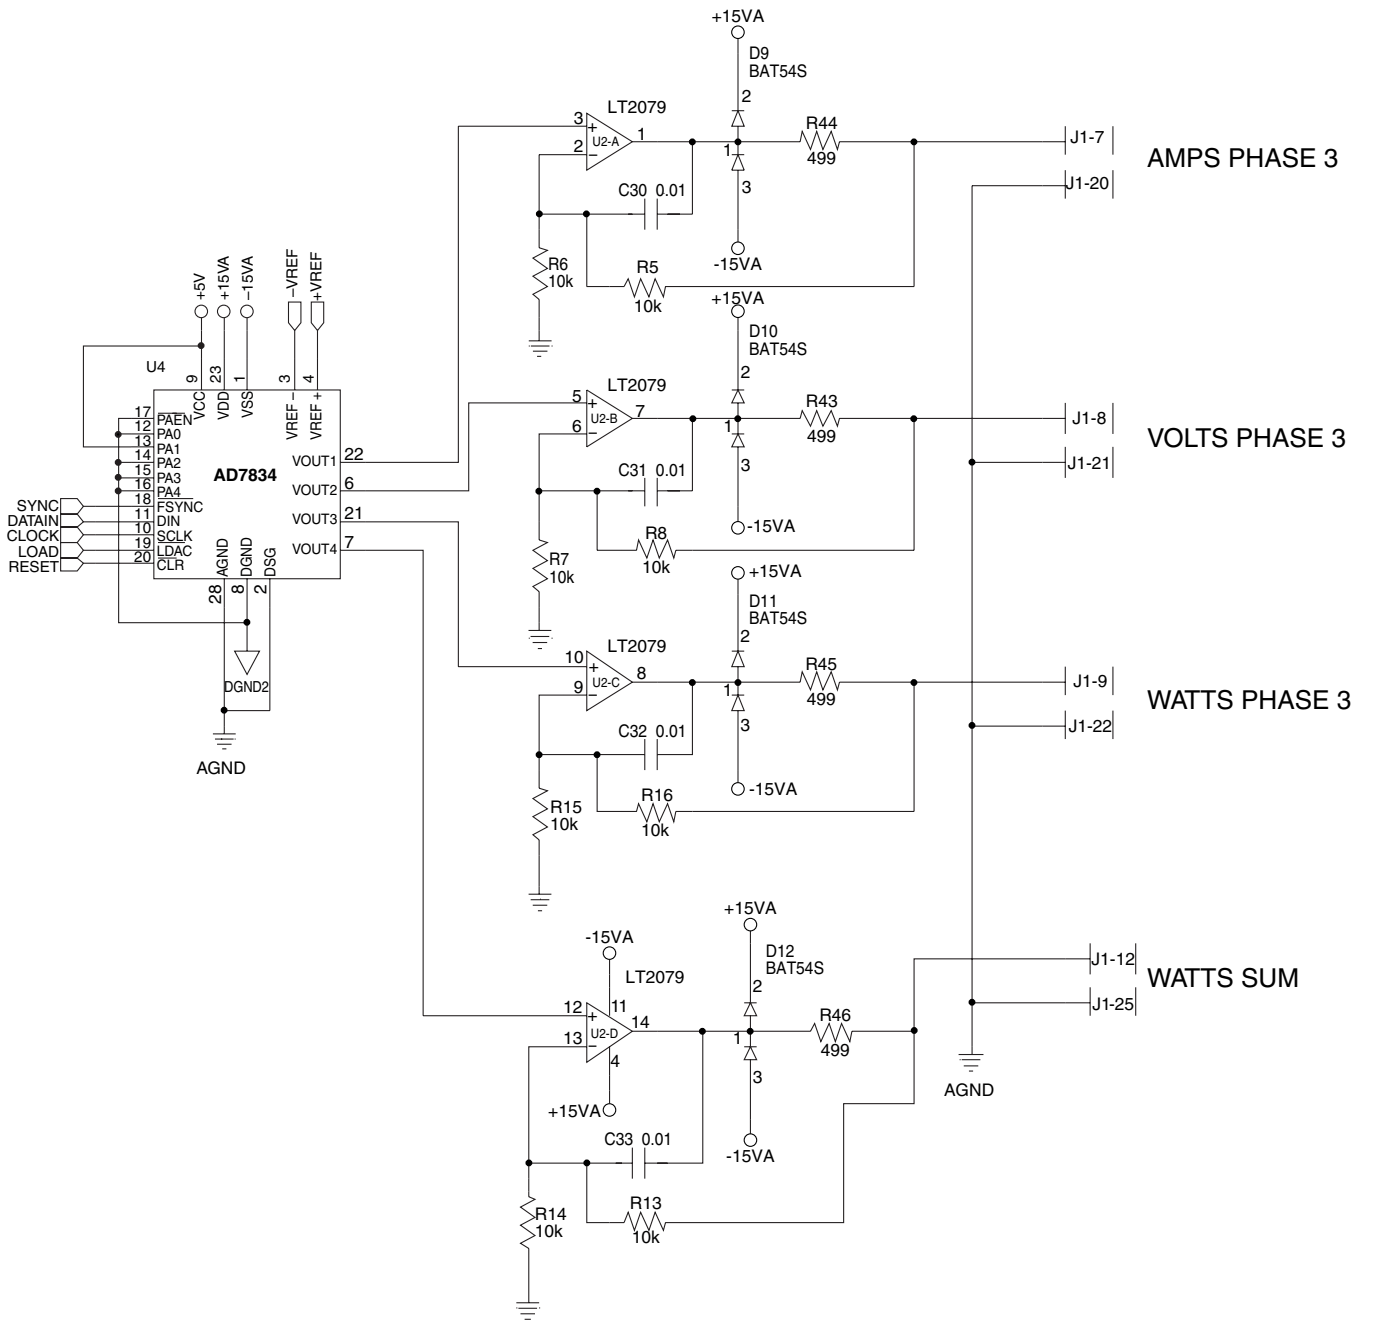 +15VA
D9
BAT54S
2
LT2079
3
+
U2-A
1
2
−
1
R44
499
J1-7
AMPS PHASE 3
J1-20
3
C30 0.01
-15VA
R6
10k
R5
10k
+5V
+15VA
−15VA
−VREF
+VREF
+15VA
D10
BAT54S
2
U4
9
23
1
3
4
VCC
VDD
VSS
VREF −
VREF +
LT2079
5
+
U2-B
7
6
−
1
R43
499
J1-8
VOLTS PHASE 3
J1-21
3
C31 0.01
-15VA
17
PAEN
12
PA0
13
PA1
14
PA2
15
PA3
16
PA4
SYNC
18
FSYNC
DATAIN
11
DIN
CLOCK
10
SCLK
LOAD
19
LDAC
RESET
20
CLR
AD7834
VOUT1
22
VOUT2
6
VOUT3
21
VOUT4
7
AGND
DGND
DSG
28
8
2
DGND2
AGND
R7
10k
R8
10k
+15VA
D11
BAT54S
2
LT2079
10
+
U2-C
8
9
−
1
R45
499
J1-9
WATTS PHASE 3
J1-22
3
C32 0.01
-15VA
R15
10k
R16
10k
+15VA
D12
BAT54S
2
-15VA
LT2079
11
12
+
U2-D
14
13
−
4
+15VA
1
R46
499
J1-12
WATTS SUM
J1-25
AGND
3
-15VA
C33 0.01
R14
10k
R13
10k